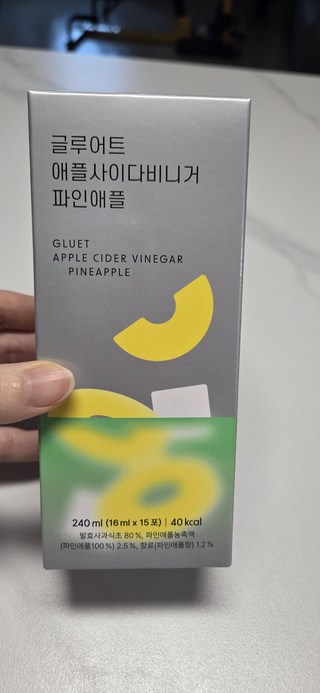 글루어트
애플사이다비니거
파인애플
GLUET
APPLE CIDER VINEGAR
PINEAPPLE
240 ml (16 ml x 15 포) | 40 kcal
발효사과식초 80%, 파인애플농축액
(파인애플100%) 2.5%, 향료(파인애플향) 1.2%